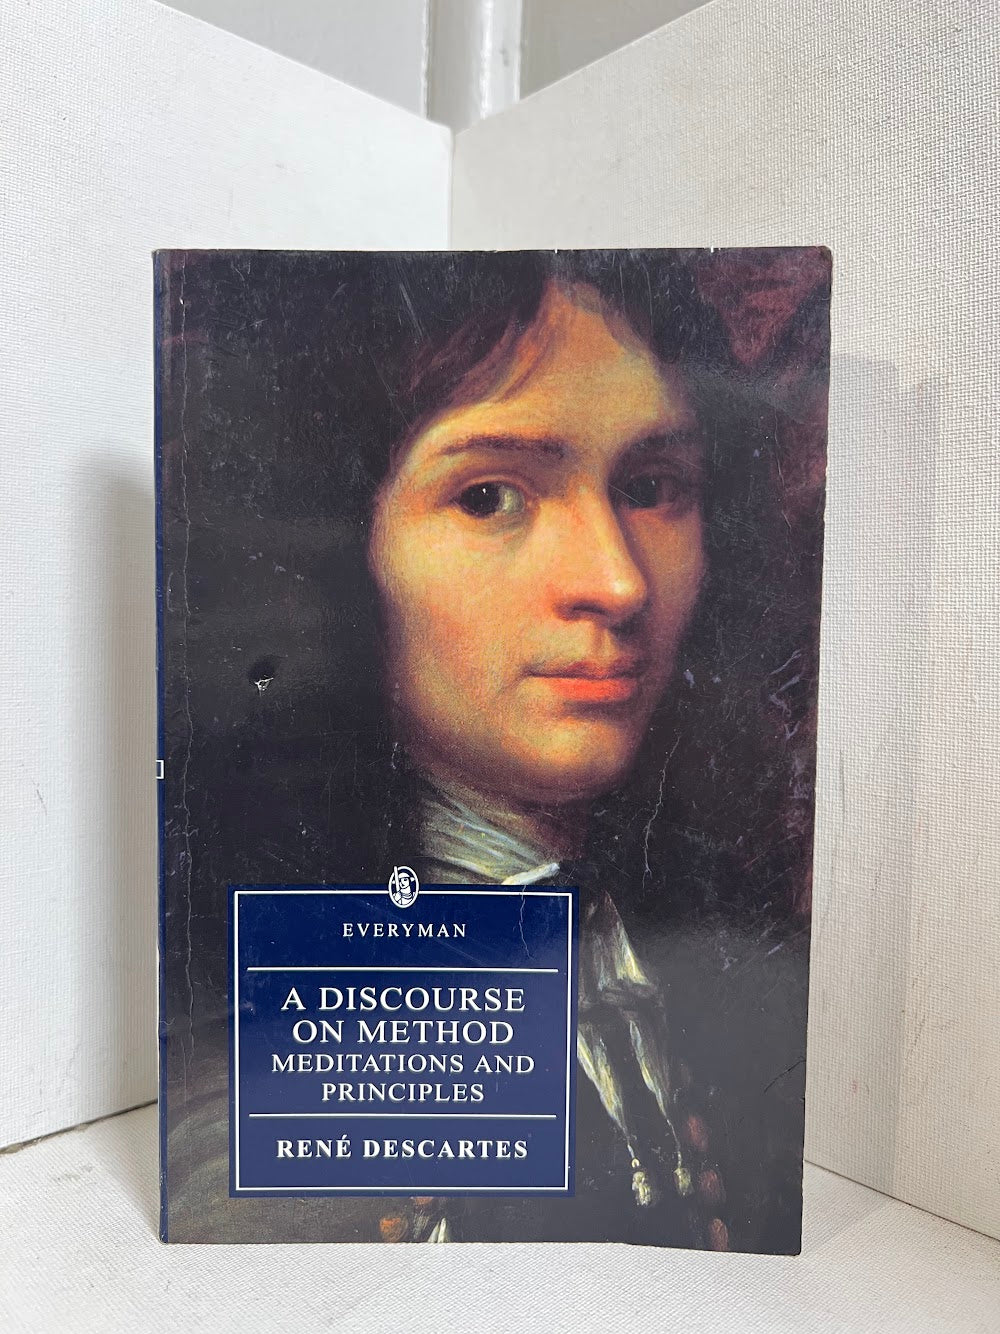 EVERYMAN
A DISCOURSE
ON METHOD
MEDITATIONS AND
PRINCIPLES
RENÉ DESCARTES